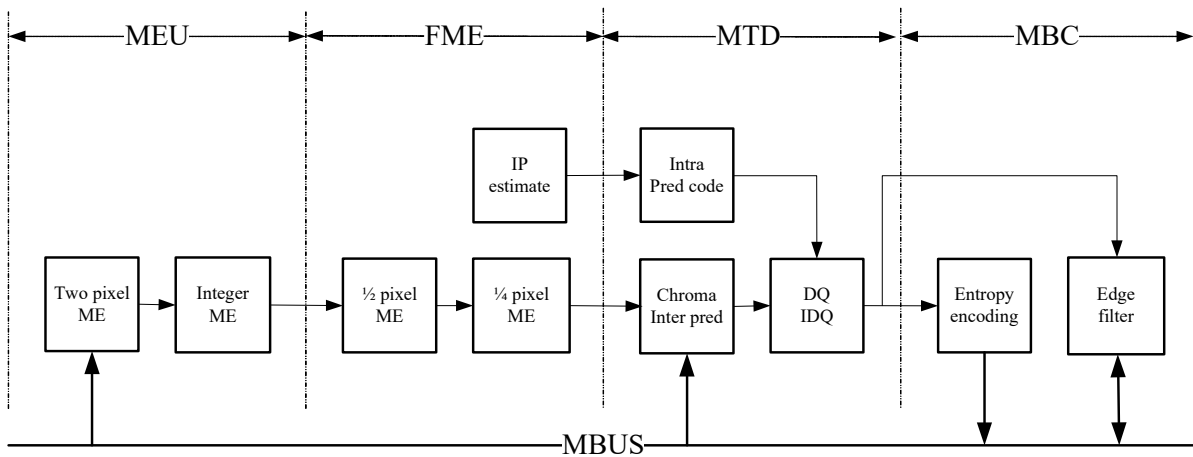 MEU
FME
MTD
MBC
IP
estimate
Intra
Pred code
Two pixel
ME
Integer
ME
½ pixel
ME
¼ pixel
ME
Chroma
Inter pred
DQ
IDQ
Entropy
encoding
Edge
filter
MBUS